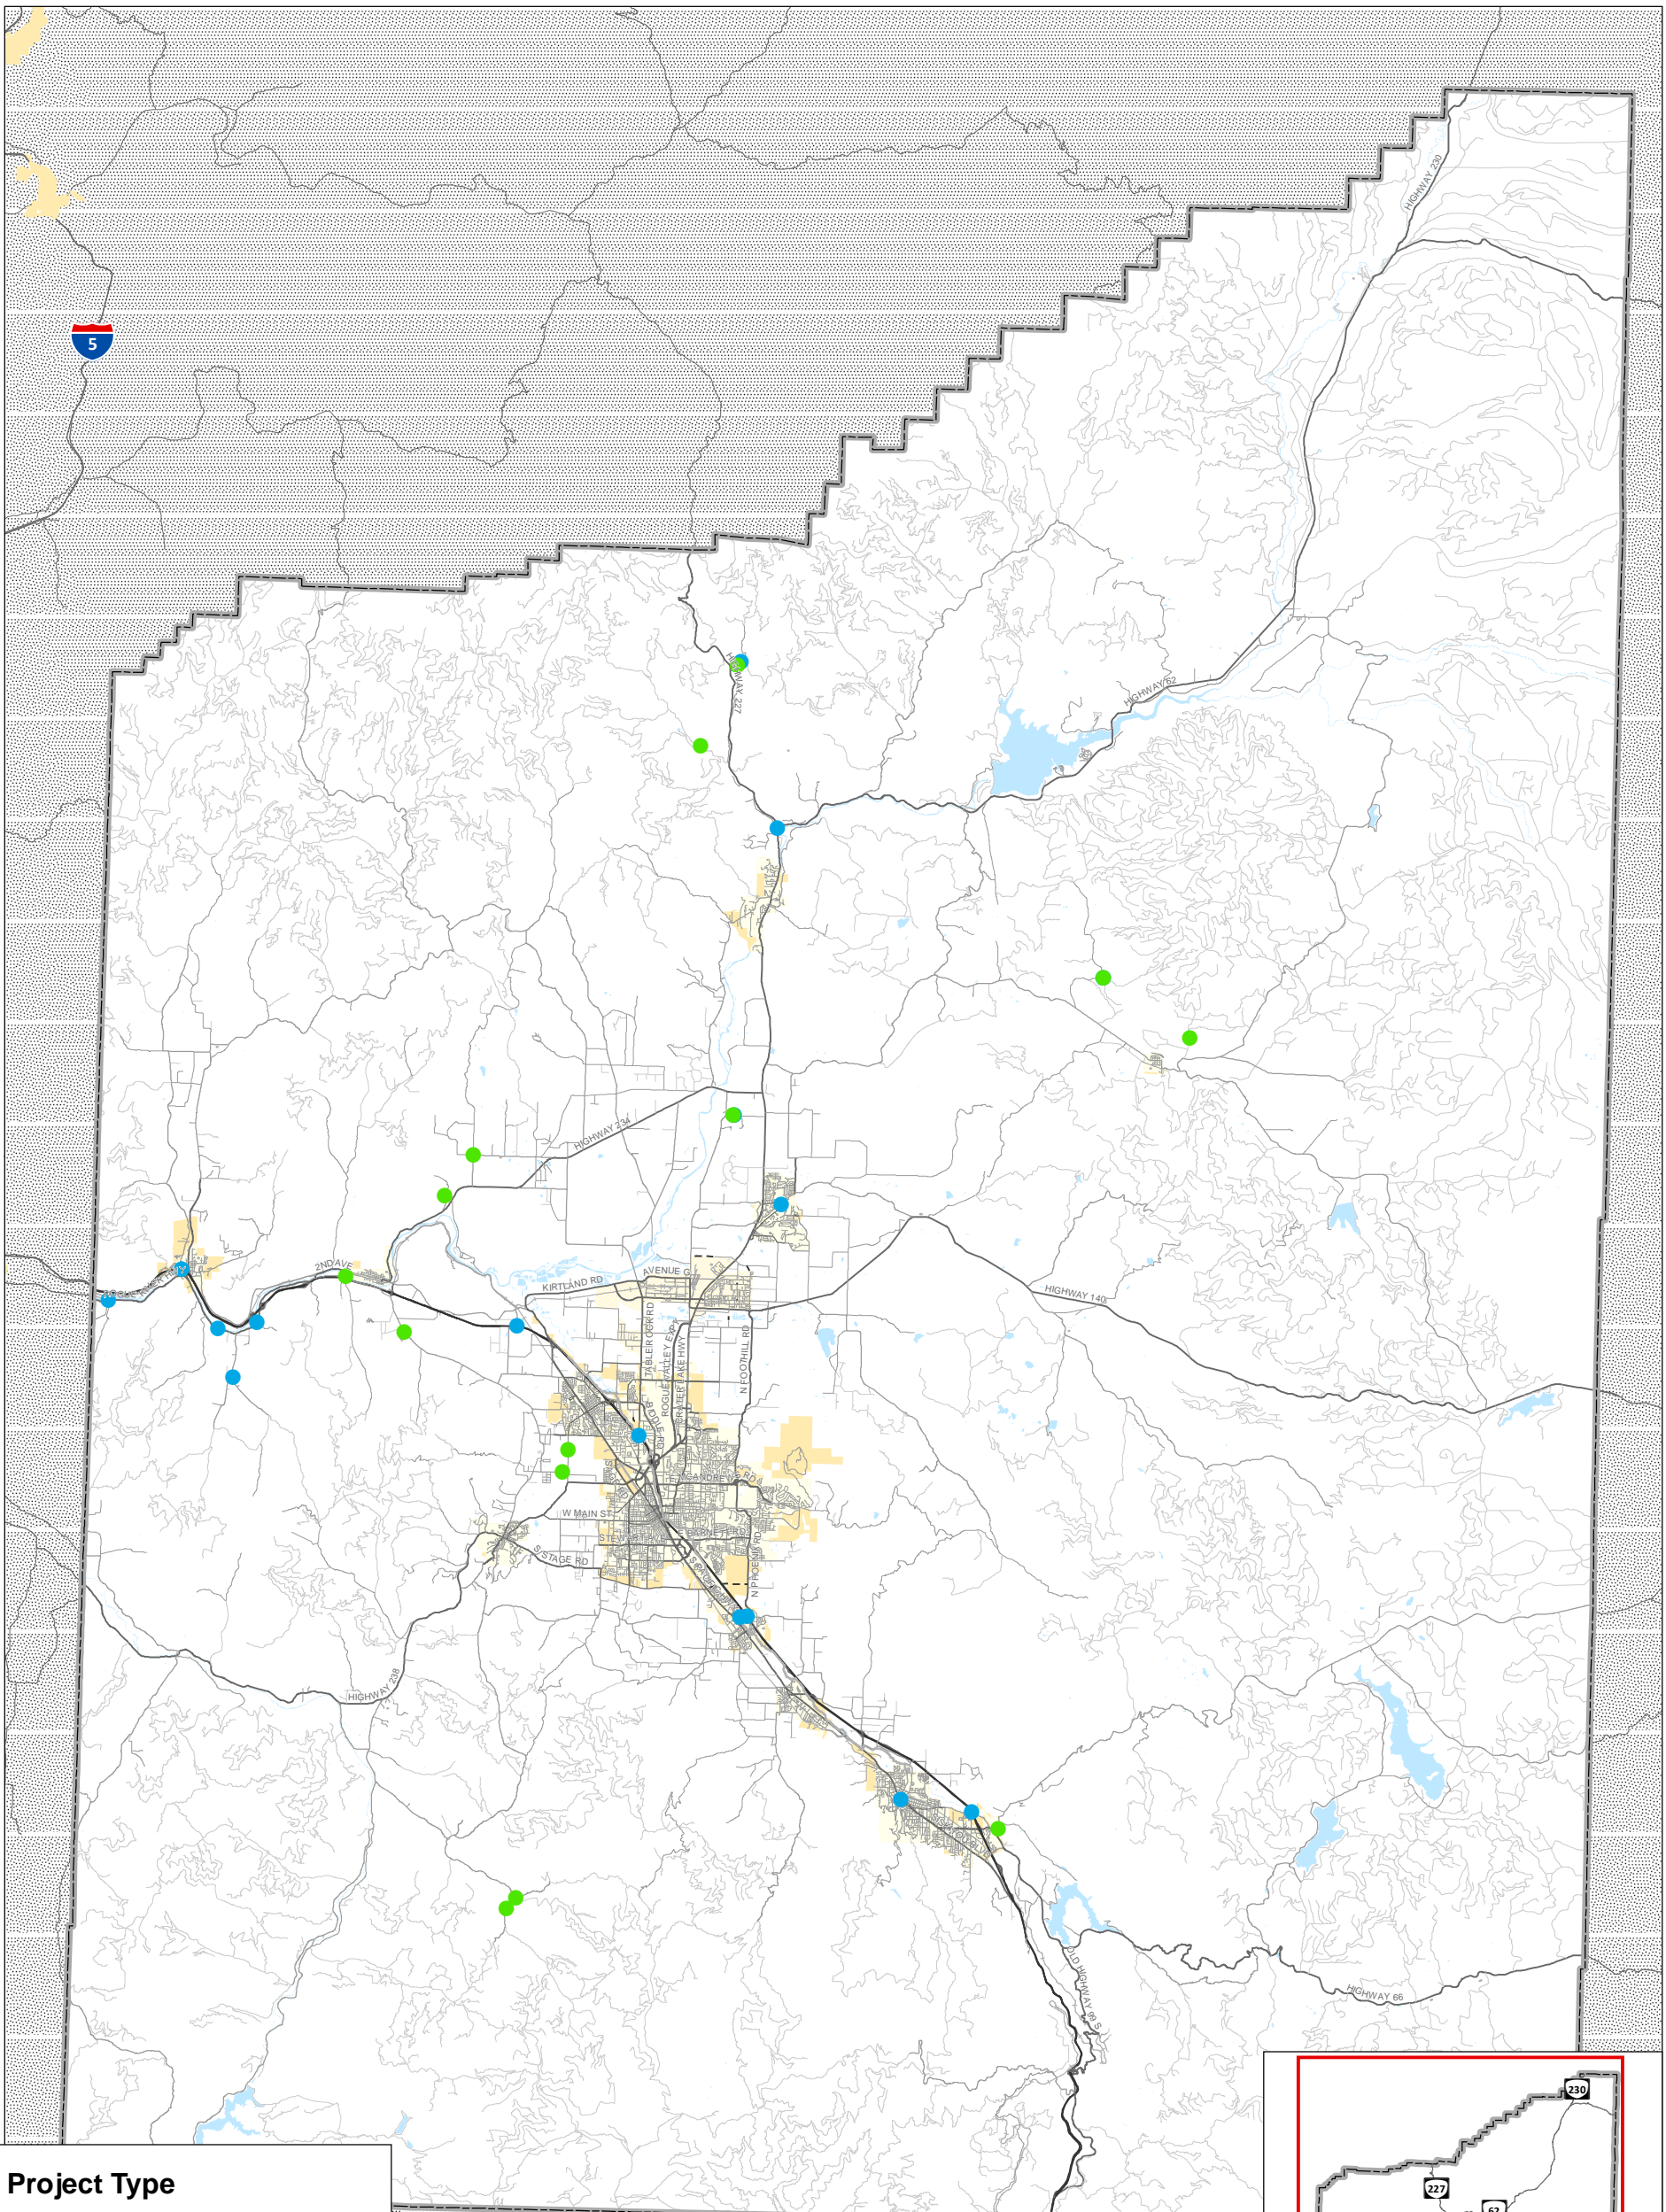 HIGHWAY 230
5
HIGHWAY 227
HIGHWAY 62
HIGHWAY 234
2ND AVE
ROGUE RIVER HWY
KIRTLAND RD
AVENUE G
HIGHWAY 140
TABLE ROCK RD
CRATER LAKE HWY
N FOOTHILL RD
W MAIN ST
S STAGE RD
N PHOENIX RD
HIGHWAY 238
OLD HIGHWAY 99 S
HIGHWAY 66
230
227
62
Project Type